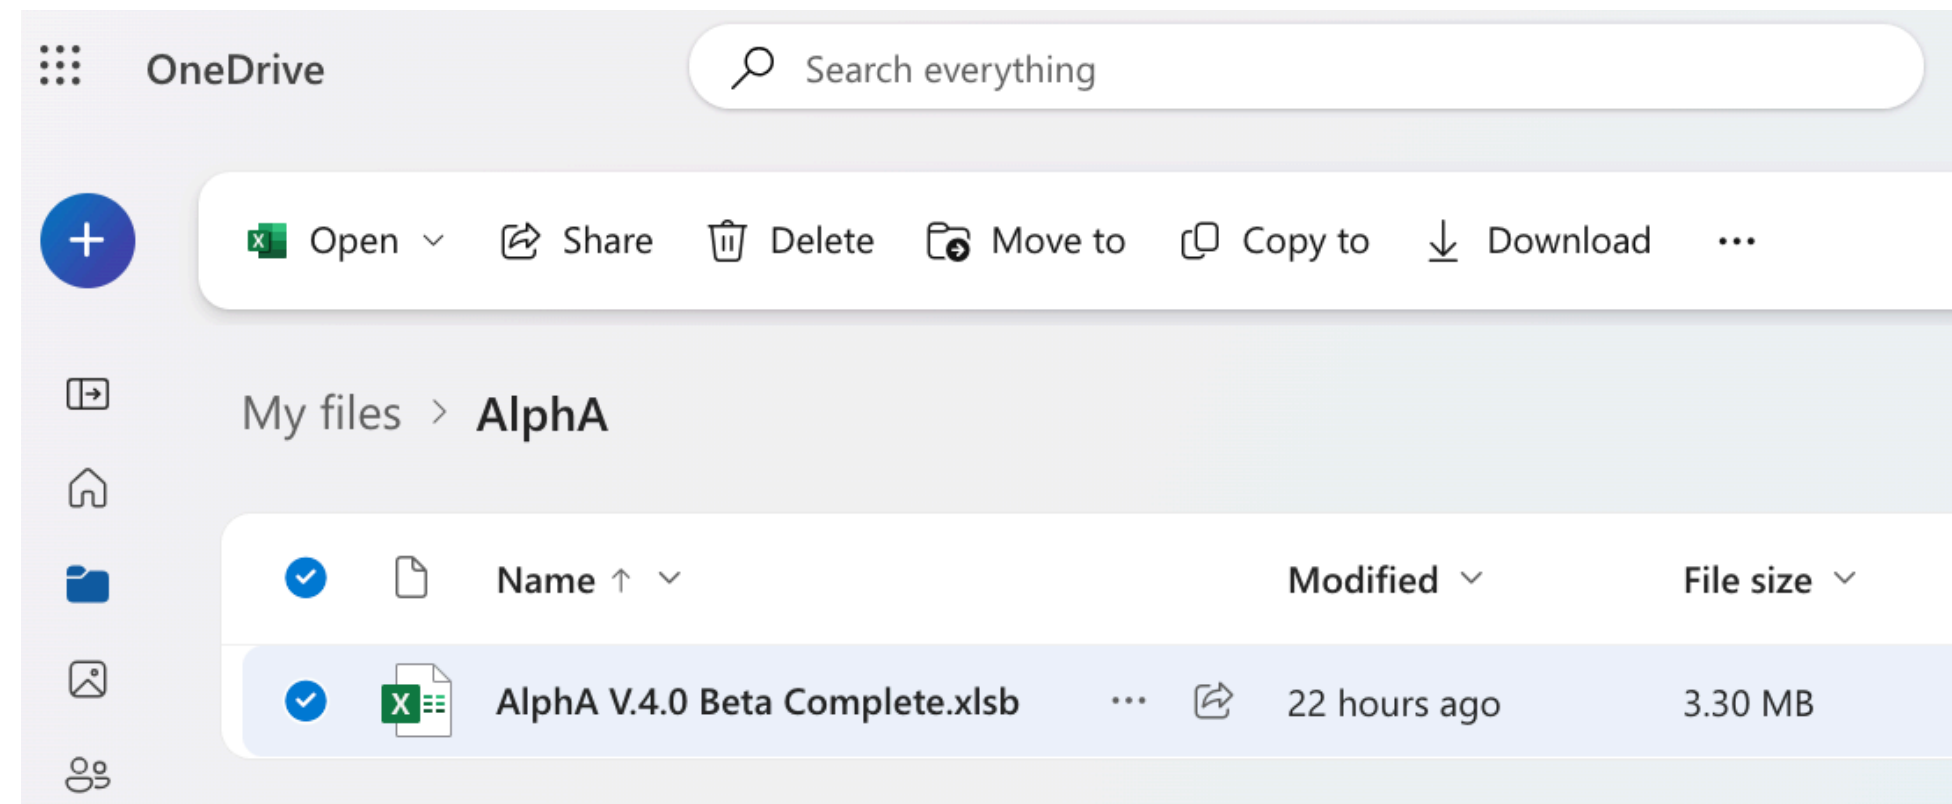 OneDrive
Search everything
Open
Share
Delete
Move to
Copy to
Download
My files > AlphA
Name
Modified
File size
AlphA V.4.0 Beta Complete.xlsb
22 hours ago
3.30 MB